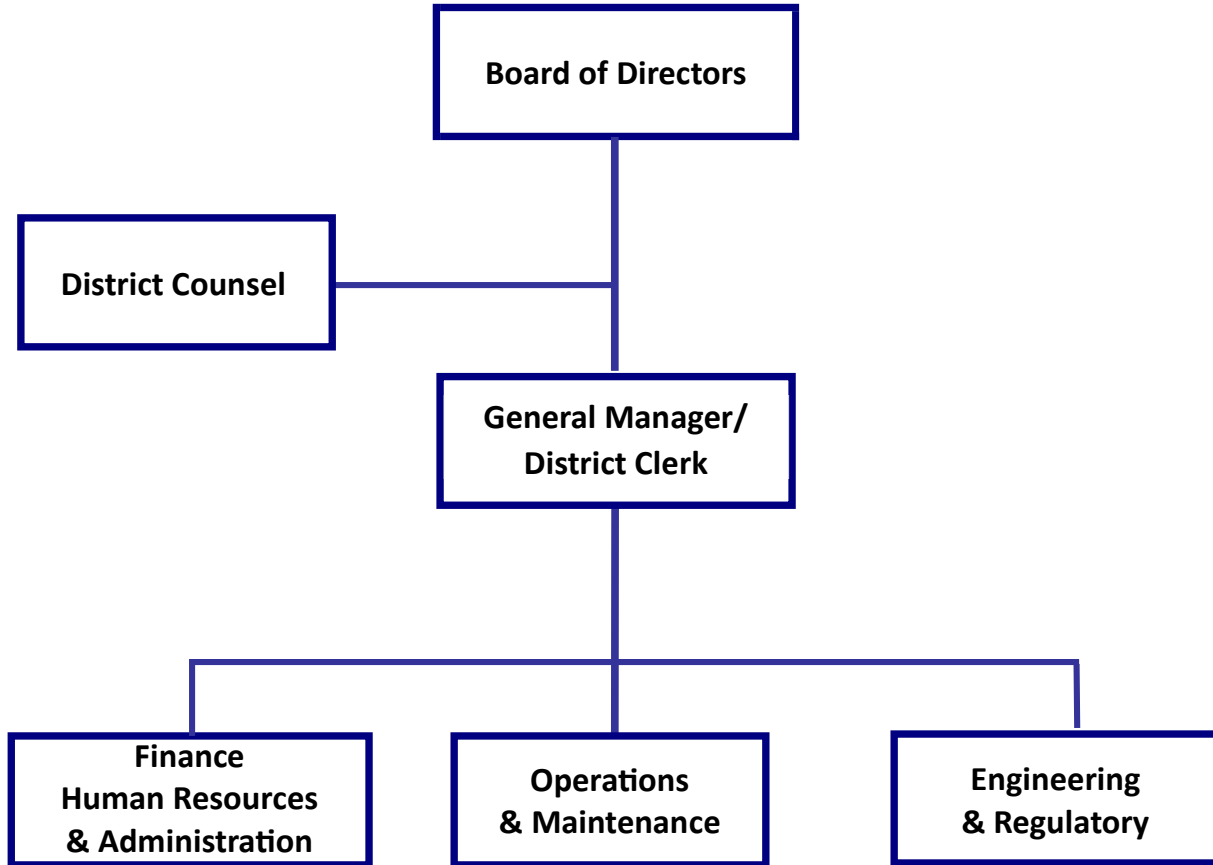 Board of Directors
District Counsel
General Manager/
District Clerk
Finance
Human Resources
& Administration
Operations
& Maintenance
Engineering
& Regulatory